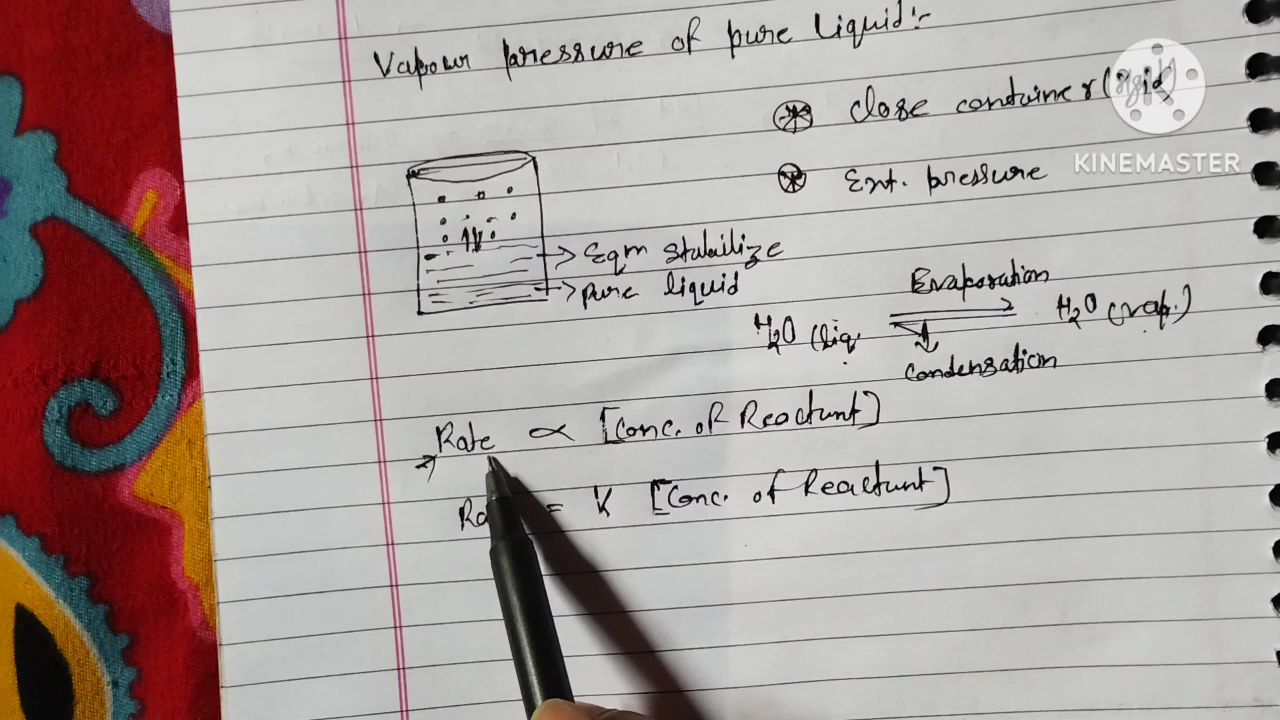 Vapour pressure of pure liquid:-
Close container (Rigid)
KINEMASTER
Ext. pressure
Eqm stabilize
pure liquid
Evaporation
H2O (liq. H2O (vap.)
Condensation
Rate ∝ [Conc. of Reactant]
= K [Conc. of Reactant]